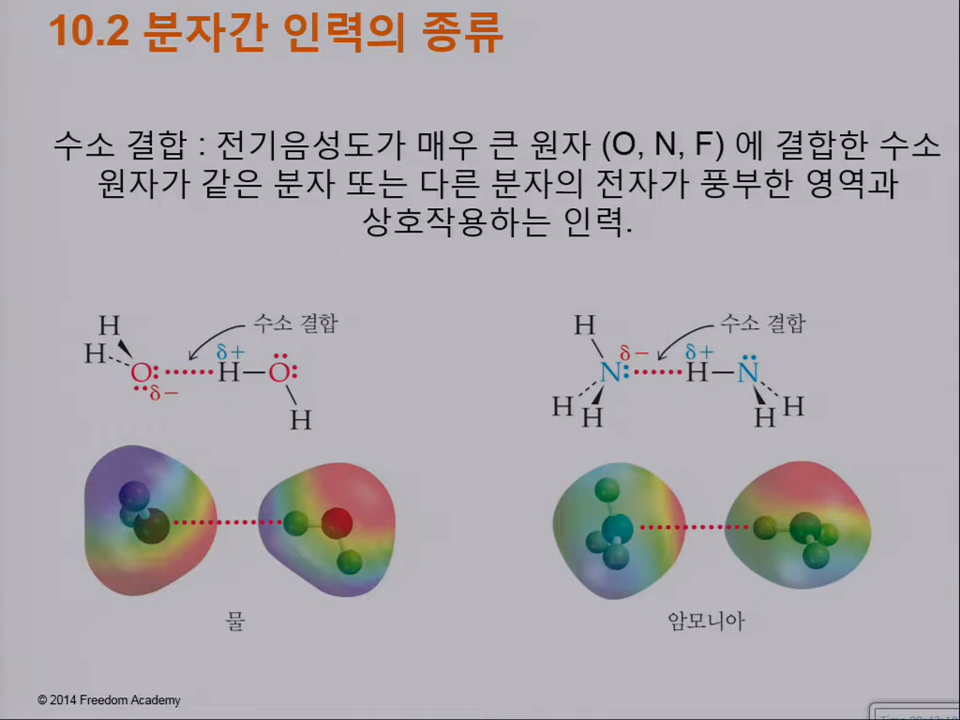 10.2 분자간 인력의 종류
수소 결합 : 전기음성도가 매우 큰 원자 (O, N, F) 에 결합한 수소
원자가 같은 분자 또는 다른 분자의 전자가 풍부한 영역과
상호작용하는 인력.
H
H
O
δ−
수소 결합
δ+
H—O
H
H
N
δ−
H
H
수소 결합
δ+
H—N
H
H
물
암모니아
© 2014 Freedom Academy